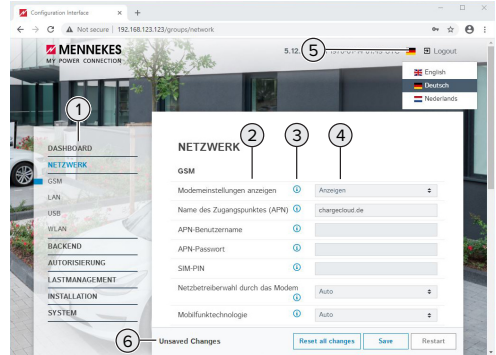 Configuration Interface
Not secure | 192.168.123.123/groups/network
MENNEKES
MY POWER CONNECTION
5.12.
UTC
Logout
5
English
Deutsch
Nederlands
1
2
3
4
DASHBOARD
NETZWERK
GSM
LAN
USB
WLAN
BACKEND
AUTORISIERUNG
LASTMANAGEMENT
INSTALLATION
SYSTEM
NETZWERK
GSM
Modemeinstellungen anzeigen Anzeigen
Name des Zugangspunktes (APN) chargecloud.de
APN-Benutzername
APN-Passwort
SIM-PIN
Netzbetreiberwahl durch das Modem Auto
Mobilfunktechnologie Auto
6
Unsaved Changes Reset all changes Save Restart